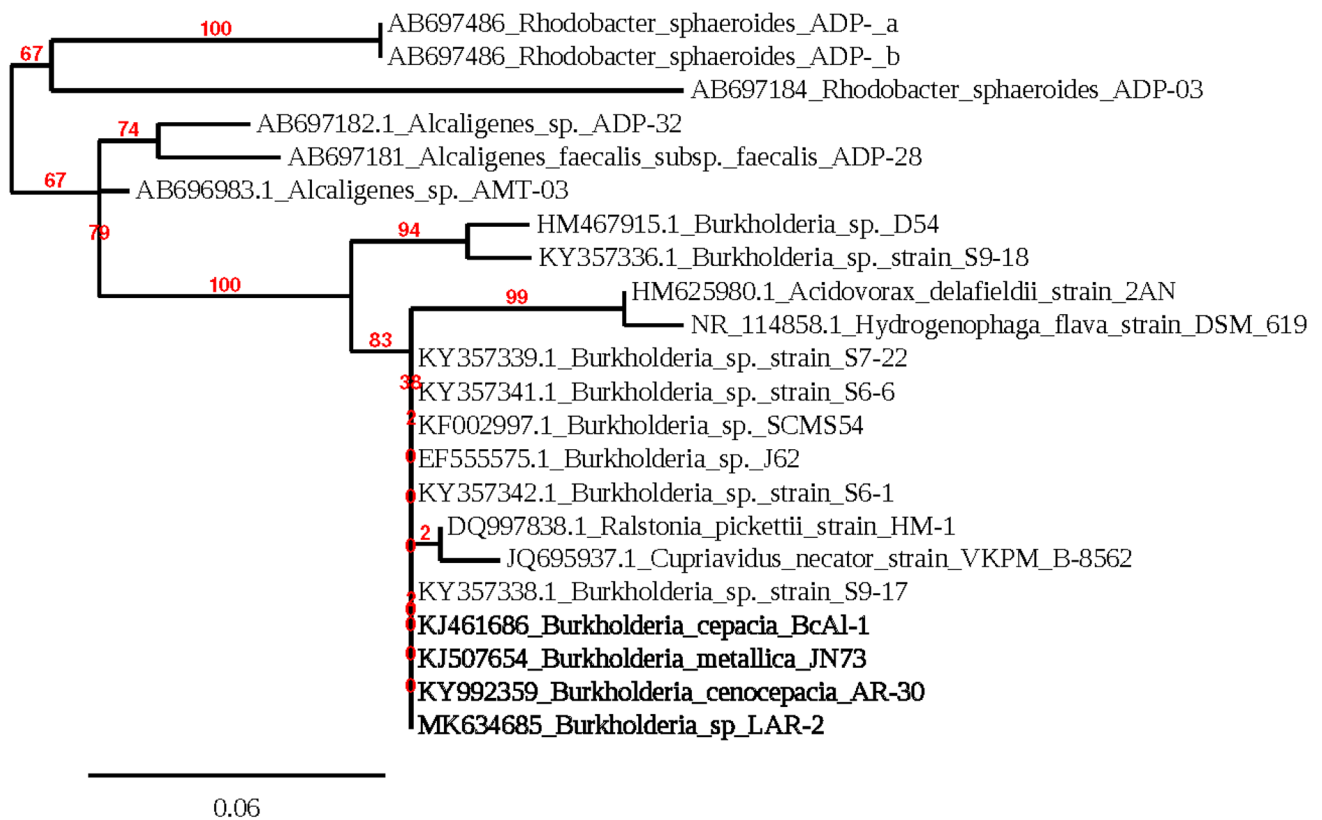 100
AB697486_Rhodobacter_sphaeroides_ADP-_a
67
AB697486_Rhodobacter_sphaeroides_ADP-_b
AB697184_Rhodobacter_sphaeroides_ADP-03
74
AB697182.1_Alcaligenes_sp._ADP-32
AB697181_Alcaligenes_faecalis_subsp._faecalis_ADP-28
67
AB696983.1_Alcaligenes_sp._AMT-03
79
94
HM467915.1_Burkholderia_sp._D54
KY357336.1_Burkholderia_sp._strain_S9-18
100
99
HM625980.1_Acidovorax_delafieldii_strain_2AN
NR_114858.1_Hydrogenophaga_flava_strain_DSM_619
83
KY357339.1_Burkholderia_sp._strain_S7-22
38
KY357341.1_Burkholderia_sp._strain_S6-6
2
KF002997.1_Burkholderia_sp._SCMS54
0
EF555575.1_Burkholderia_sp._J62
0
KY357342.1_Burkholderia_sp._strain_S6-1
2
DQ997838.1_Ralstonia_pickettii_strain_HM-1
0
JQ695937.1_Cupriavidus_necator_strain_VKPM_B-8562
2
KY357338.1_Burkholderia_sp._strain_S9-17
0
KJ461686_Burkholderia_cepacia_BcAl-1
0
KJ507654_Burkholderia_metallica_JN73
0
KY992359_Burkholderia_cenocepacia_AR-30
MK634685_Burkholderia_sp_LAR-2
0.06